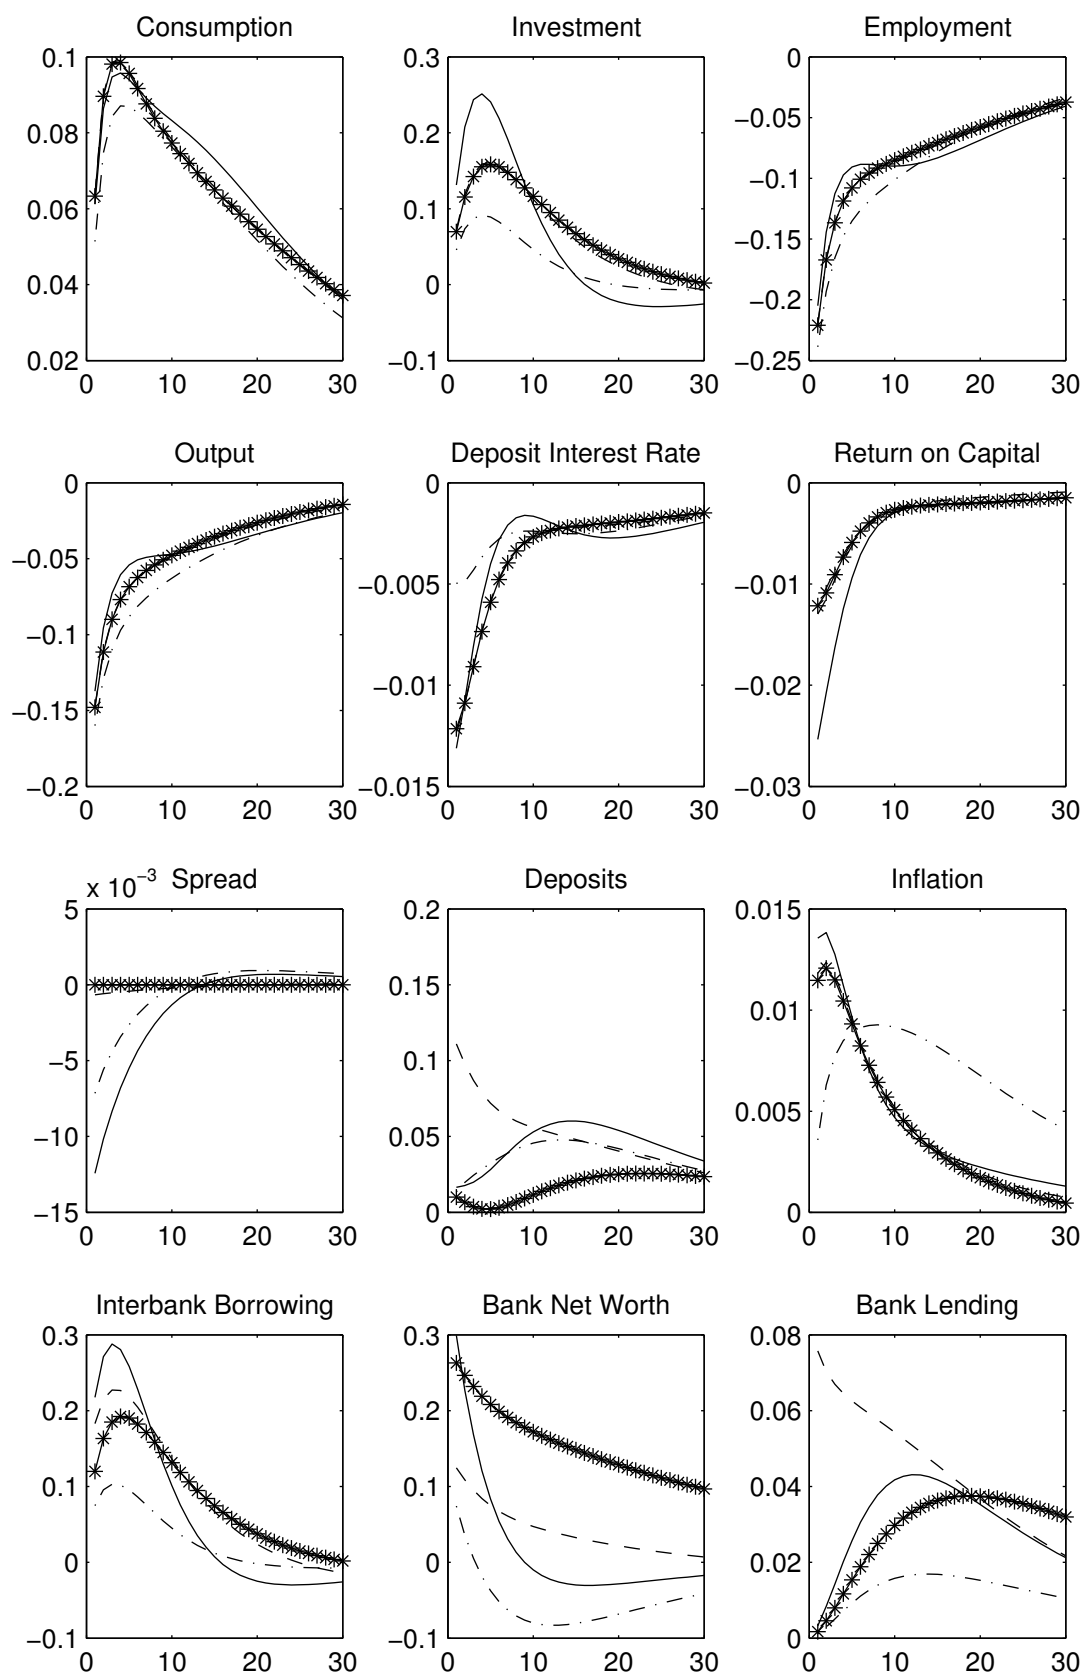 Consumption Investment Employment
0.1 0.3 0
0.08 0.2 −0.05
0.06 0.1 −0.1
0.04 0 −0.15
0.02 −0.1 −0.2
−0.25
0 10 20 30 0 10 20 30 0 10 20 30
Output Deposit Interest Rate Return on Capital
0 0 0
−0.05 −0.005 −0.01
−0.1 −0.01 −0.02
−0.15 −0.015 −0.03
−0.2
0 10 20 30 0 10 20 30 0 10 20 30
x 10⁻³ Spread Deposits Inflation
5 0.2 0.015
0 0.15 0.01
−5 0.1 0.005
−10 0.05 0
−15 0
0 10 20 30 0 10 20 30 0 10 20 30
Interbank Borrowing Bank Net Worth Bank Lending
0.3 0.3 0.08
0.2 0.2 0.06
0.1 0.1 0.04
0 0 0.02
−0.1 −0.1 0
0 10 20 30 0 10 20 30 0 10 20 30